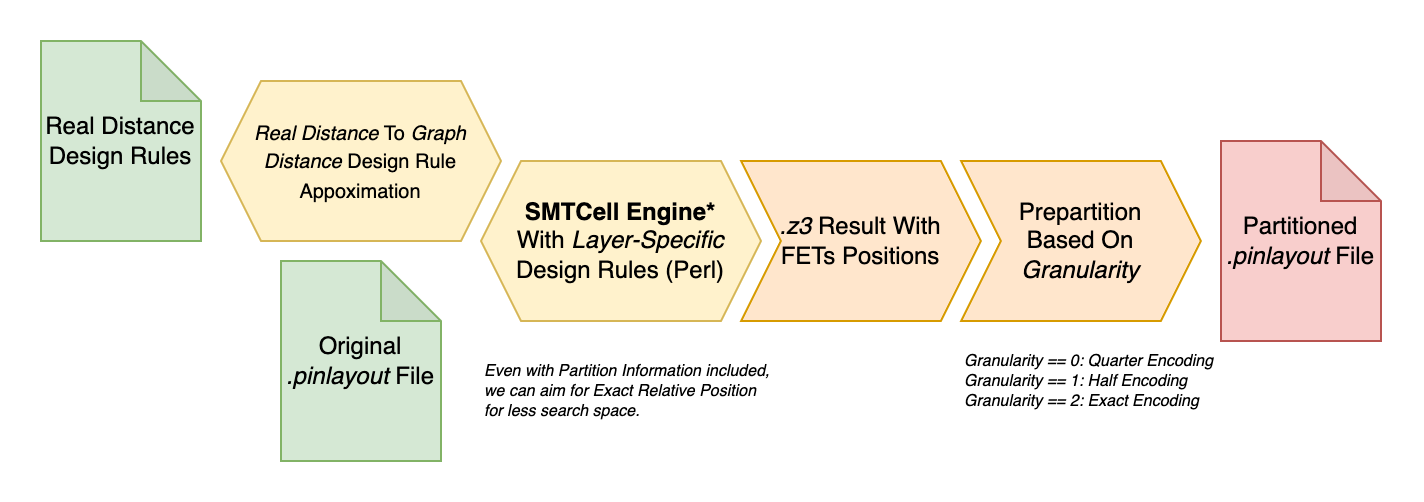 Real Distance
Design Rules
Real Distance To Graph
Distance Design Rule
Appoximation
Original
.pinlayout File
SMTCell Engine*
With Layer-Specific
Design Rules (Perl)
Even with Partition Information included,
we can aim for Exact Relative Position
for less search space.
.z3 Result With
FETs Positions
Prepartition
Based On
Granularity
Granularity == 0: Quarter Encoding
Granularity == 1: Half Encoding
Granularity == 2: Exact Encoding
Partitioned
.pinlayout File